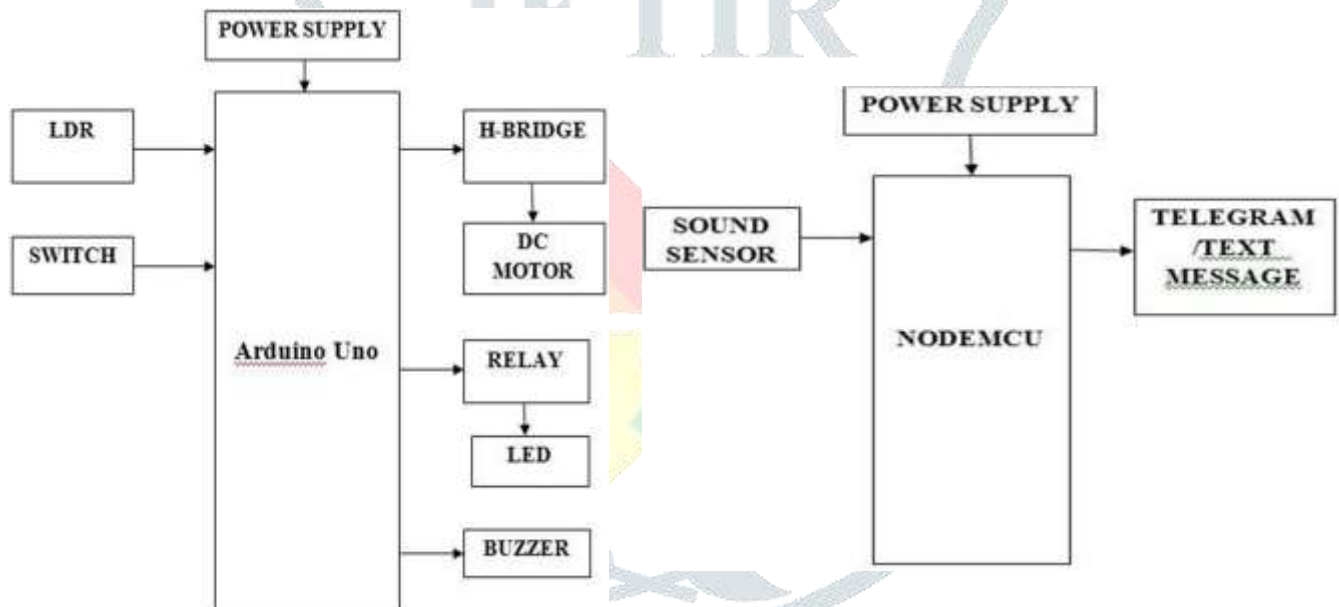 POWER SUPPLY
LDR
SWITCH
Arduino Uno
H-BRIDGE
DC
MOTOR
RELAY
LED
BUZZER
POWER SUPPLY
SOUND
SENSOR
NODEMCU
TELEGRAM
/TEXT
MESSAGE